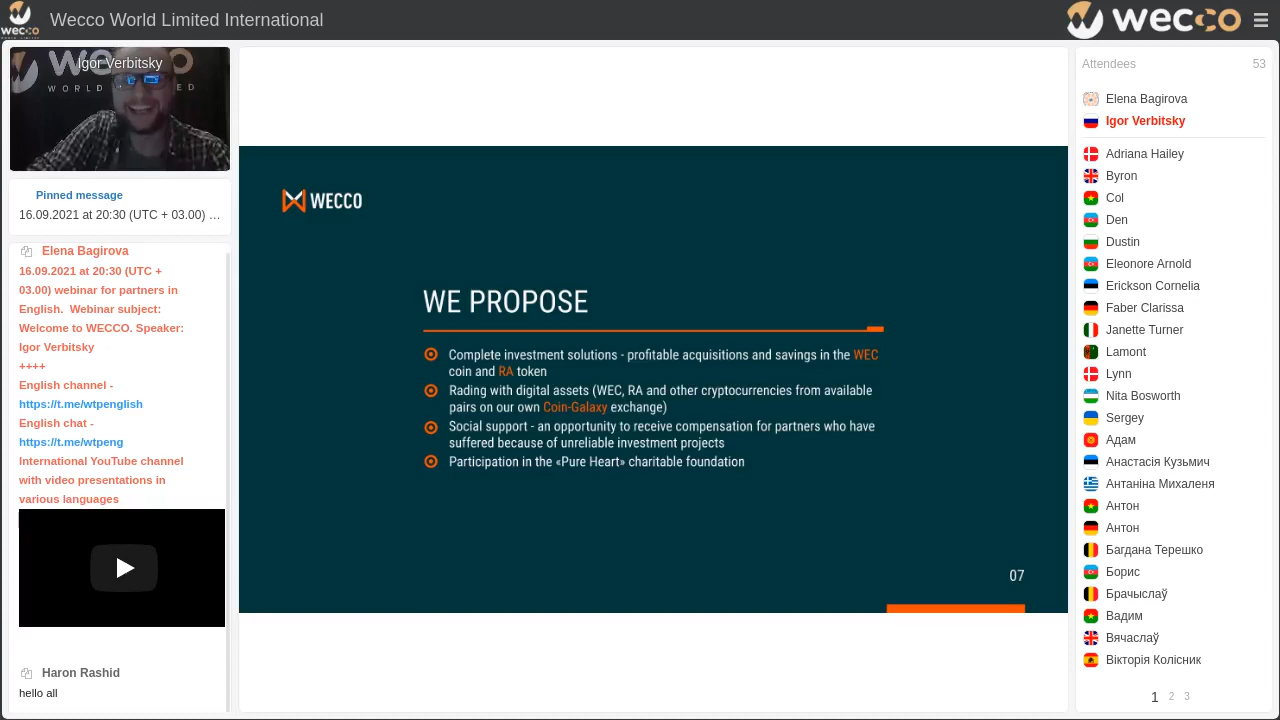 wecco
Wecco World Limited International
wecco
Igor Verbitsky
Pinned message
16.09.2021 at 20:30 (UTC + 03.00) …
Elena Bagirova
16.09.2021 at 20:30 (UTC +
03.00) webinar for partners in
English.  Webinar subject:
Welcome to WECCO. Speaker:
Igor Verbitsky
++++
English channel -
https://t.me/wtpenglish
English chat -
https://t.me/wtpeng
International YouTube channel
with video presentations in
various languages
Haron Rashid
hello all
WECCO
WE PROPOSE
Complete investment solutions - profitable acquisitions and savings in the WEC
coin and RA token
Rading with digital assets (WEC, RA and other cryptocurrencies from available
pairs on our own Coin-Galaxy exchange)
Social support - an opportunity to receive compensation for partners who have
suffered because of unreliable investment projects
Participation in the «Pure Heart» charitable foundation
07
Attendees 53
Elena Bagirova
Igor Verbitsky
Adriana Hailey
Byron
Col
Den
Dustin
Eleonore Arnold
Erickson Cornelia
Faber Clarissa
Janette Turner
Lamont
Lynn
Nita Bosworth
Sergey
Адам
Анастасія Кузьмич
Антаніна Михаленя
Антон
Антон
Багдана Терешко
Борис
Брачыслаў
Вадим
Вячаслаў
Вікторія Колісник
1 2 3